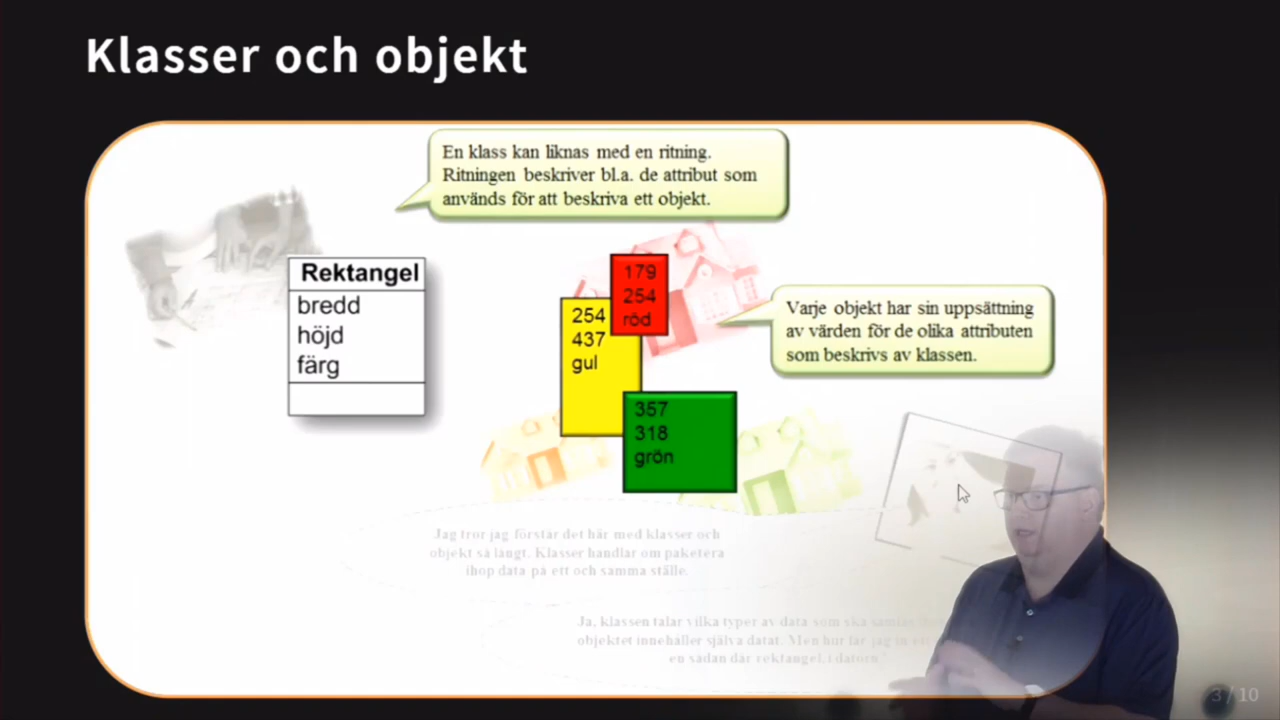 Klasser och objekt
En klass kan liknas med en ritning.
Ritningen beskriver bl.a. de attribut som
används för att beskriva ett objekt.
Rektangel
bredd
höjd
färg
179
254
röd
254
437
gul
Varje objekt har sin uppsättning
av värden för de olika attributen
som beskrivs av klassen.
357
318
grön
Jag tror jag förstår det här med klasser och
objekt så långt. Klasser handlar om paketera
ihop data på ett och samma ställe.
Ja, klassen talar vilka typer av data som ska
objektet innehåller själva datat. Men hur får jag
en sådan där rektangel, i datorn
3 / 10